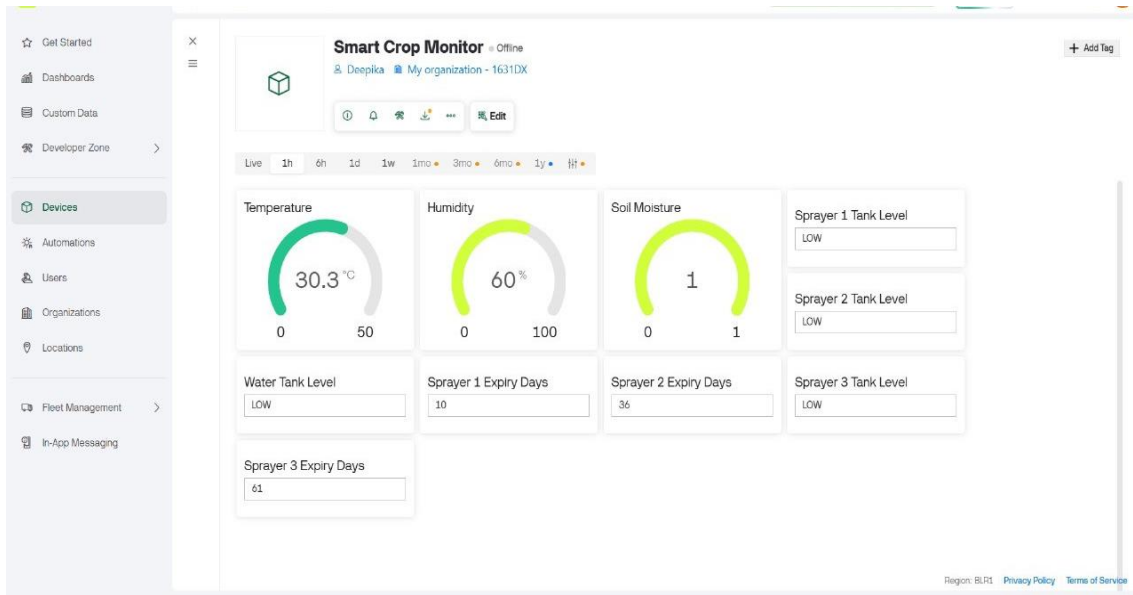 Get Started
Dashboards
Custom Data
Developer Zone
Devices
Automations
Users
Organizations
Locations
Fleet Management
In-App Messaging
Smart Crop Monitor Offline
Deepika My organization - 1631DX
Edit
+ Add Tag
Live 1h 6h 1d 1w 1mo 3mo 6mo 1y
Temperature
30.3 °C
0 50
Humidity
60 %
0 100
Soil Moisture
1
0 1
Sprayer 1 Tank Level
LOW
Sprayer 2 Tank Level
LOW
Water Tank Level
LOW
Sprayer 1 Expiry Days
10
Sprayer 2 Expiry Days
36
Sprayer 3 Tank Level
LOW
Sprayer 3 Expiry Days
61
Region: BLR1 Privacy Policy Terms of Service